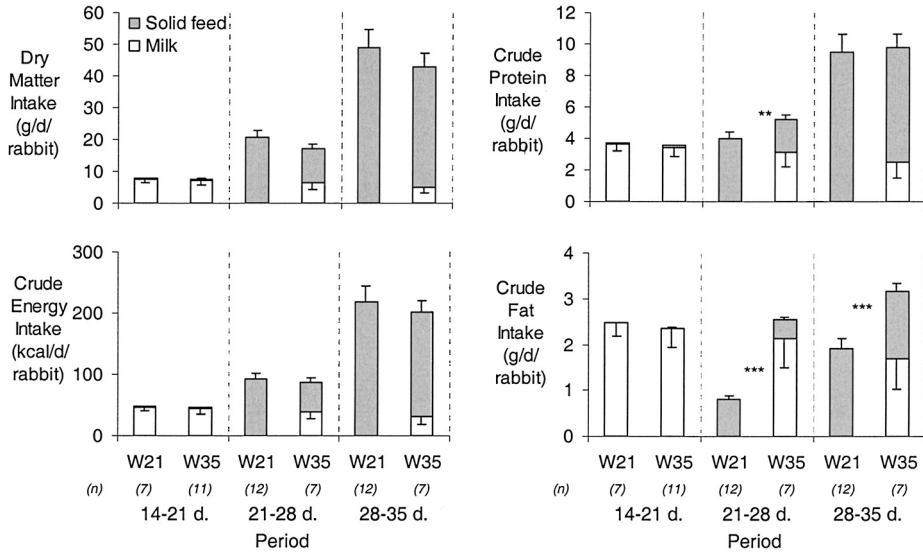 Dry
Matter
Intake
(g/d/
rabbit)
60
50
40
30
20
10
0
Solid feed
Milk
Crude
Protein
Intake
(g/d/
rabbit)
12
10
8
6
4
2
0
**
Crude
Energy
Intake
(kcal/d/
rabbit)
300
200
100
0
W21 W35 W21 W35 W21 W35
(n) (7) (11) (12) (7) (12) (7)
14-21 d. 21-28 d. 28-35 d.
Period
Crude
Fat
Intake
(g/d/
rabbit)
4
3
2
1
0
***
***
W21 W35 W21 W35 W21 W35
(n) (7) (11) (12) (7) (12) (7)
14-21 d. 21-28 d. 28-35 d.
Period